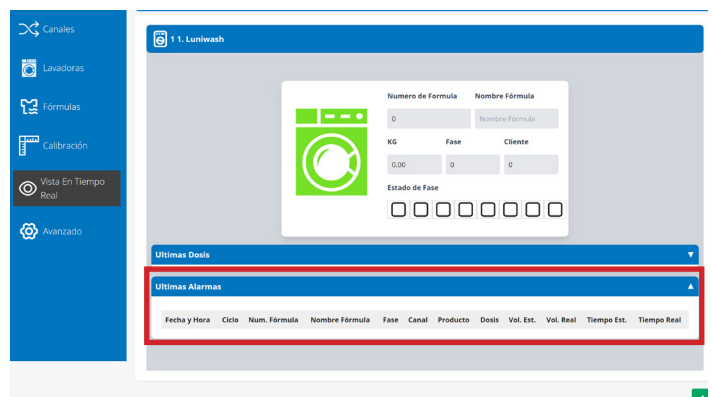 Canales
Lavadoras
Fórmulas
Calibración
Vista En Tiempo
Real
Avanzado
1 1. Luniwash
Numero de Formula Nombre Fórmula
0 Nombre Fórmula
KG Fase Cliente
0,00 0 0
Estado de Fase
Ultimas Dosis
Ultimas Alarmas
Fecha y Hora Ciclo Num. Fórmula Nombre Fórmula Fase Canal Producto Dosis Vol. Est. Vol. Real Tiempo Est. Tiempo Real